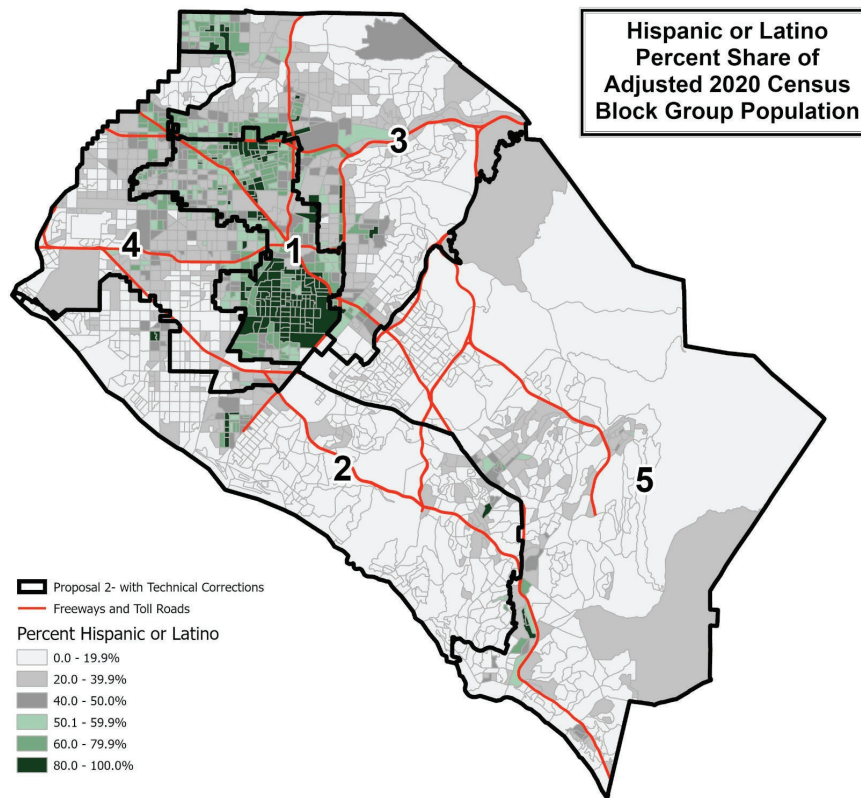 Hispanic or Latino
Percent Share of
Adjusted 2020 Census
Block Group Population
3
4
1
2
5
Proposal 2- with Technical Corrections
Freeways and Toll Roads
Percent Hispanic or Latino
0.0 - 19.9%
20.0 - 39.9%
40.0 - 50.0%
50.1 - 59.9%
60.0 - 79.9%
80.0 - 100.0%